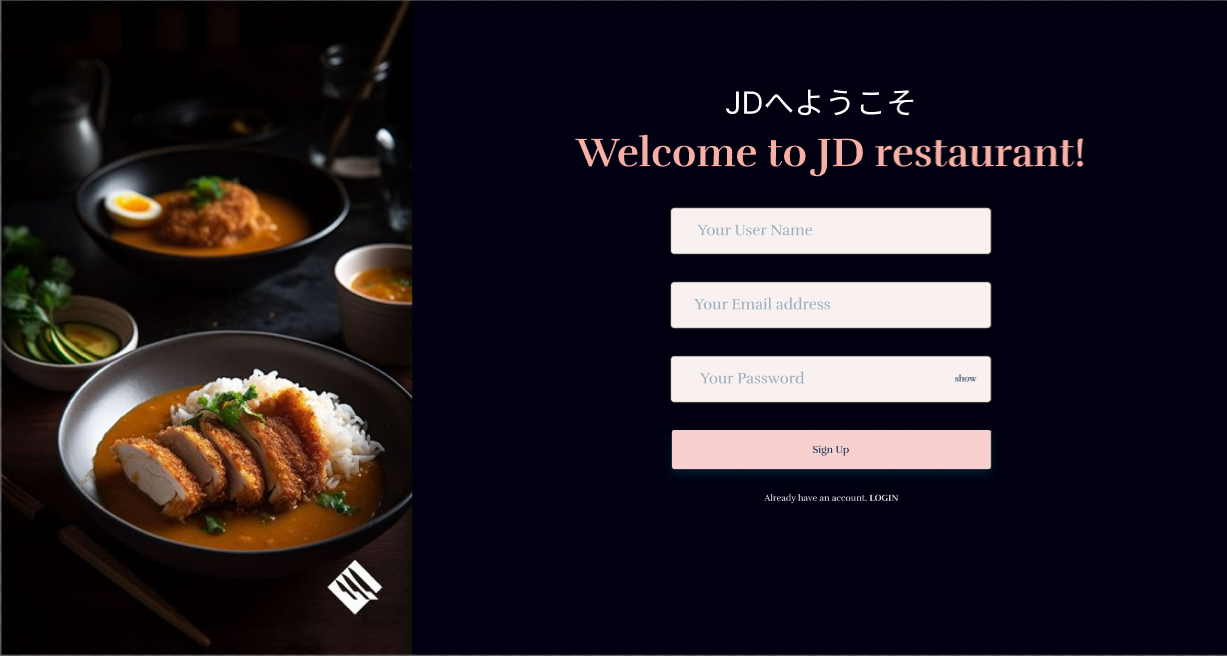 JDへようこそ
Welcome to JD restaurant!
Your User Name
Your Email address
Your Password
show
Sign Up
Already have an account. LOGIN